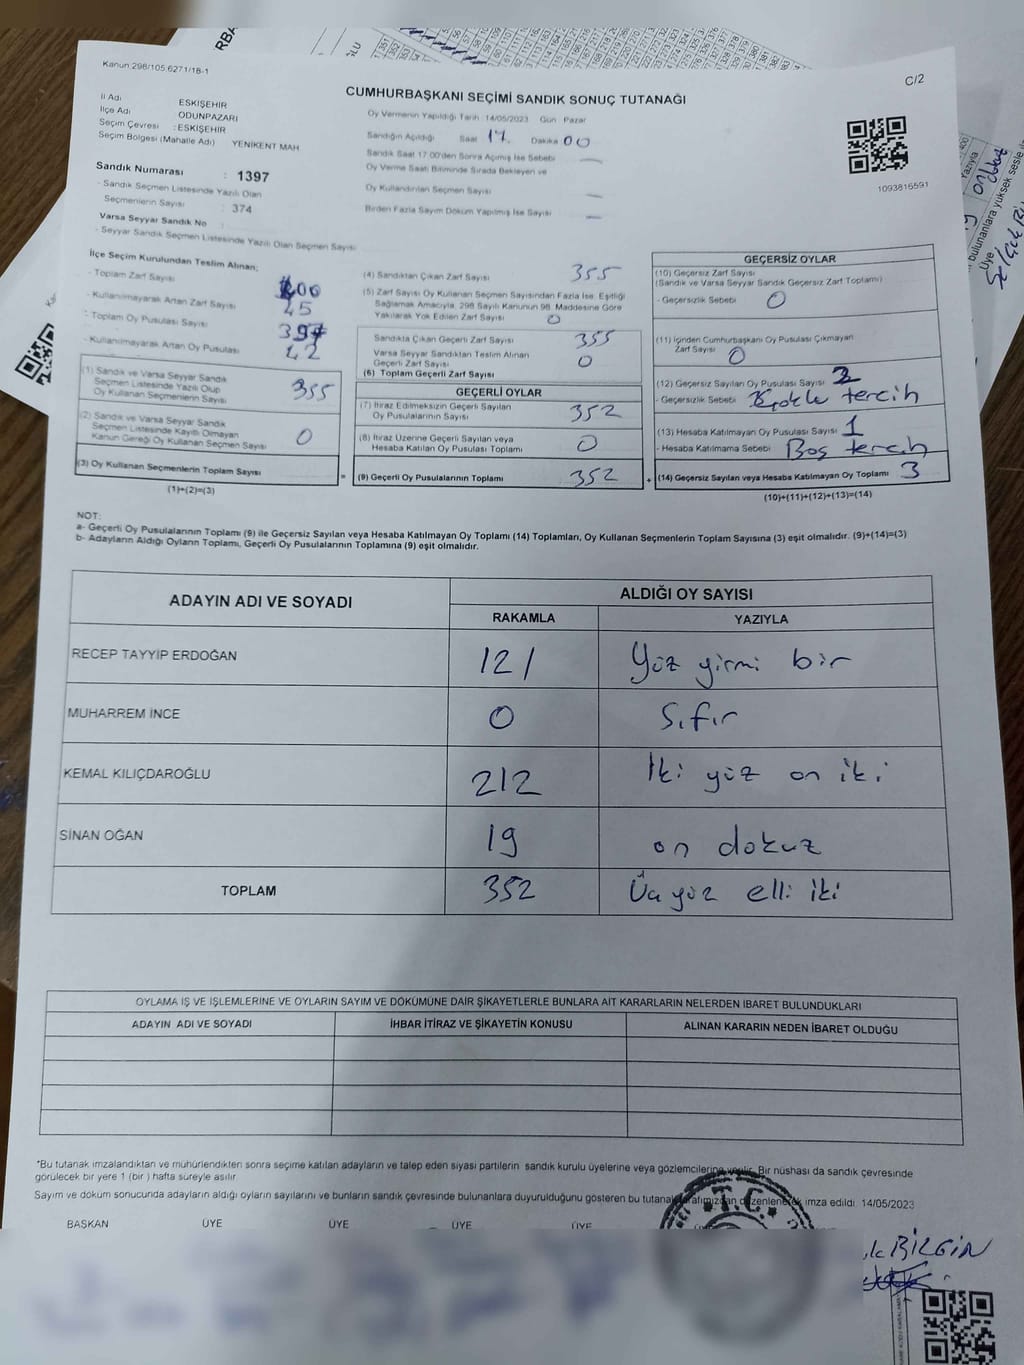 Kanun:298/105,627.1/18-1
C/2
CUMHURBAŞKANI SEÇİMİ SANDIK SONUÇ TUTANAĞI
İl Adı ESKİŞEHİR
İlçe Adı ODUNPAZARI
Seçim Çevresi : ESKİŞEHİR
Seçim Bölgesi (Mahalle Adı) YENIKENT MAH
Sandık Numarası : 1397
- Sandık Seçmen Listesinde Yazılı Olan
Seçmenlerin Sayısı : 374
Varsa Seyyar Sandık No :
- Seyyar Sandık Seçmen Listesinde Yazılı Olan Seçmen Sayısı
Oy Vermenin Yapıldığı Tarih 14/05/2023 Gün Pazar
Sandığın Açıldığı Saat 17 Dakika 00
Sandık Saat 17.00'den Sonra Açılmış İse Sebebi —
Oy Verme Saati Bitiminde Sırada Bekleyen ve
Oy Kullandırılan Seçmen Sayısı —
Birden Fazla Sayım Döküm Yapılmış İse Sayısı —
1093815591
İlçe Seçim Kurulundan Teslim Alınan;
- Toplam Zarf Sayısı 400
- Kullanılmayarak Artan Zarf Sayısı 45
- Toplam Oy Pusulası Sayısı 397
- Kullanılmayarak Artan Oy Pusulası 42
(1) Sandık ve Varsa Seyyar Sandık
Seçmen Listesinde Yazılı Olup
Oy Kullanan Seçmenlerin Sayısı 355
(2) Sandık ve Varsa Seyyar Sandık
Seçmen Listesinde Kayıtlı Olmayan
Kanun Gereği Oy Kullanan Seçmen Sayısı 0
(3) Oy Kullanan Seçmenlerin Toplam Sayısı =
(1)+(2)=(3)
(4) Sandıktan Çıkan Zarf Sayısı 355
(5) Zarf Sayısı Oy Kullanan Seçmen Sayısından Fazla İse, Eşitliği
Sağlamak Amacıyla, 298 Sayılı Kanunun 98. Maddesine Göre
Yakılarak Yok Edilen Zarf Sayısı 0
Sandıkta Çıkan Geçerli Zarf Sayısı 355
Varsa Seyyar Sandıktan Teslim Alınan
Geçerli Zarf Sayısı 0
(6) Toplam Geçerli Zarf Sayısı
GEÇERLİ OYLAR
(7) İtiraz Edilmeksizin Geçerli Sayılan
Oy Pusulalarının Sayısı 352
(8) İtiraz Üzerine Geçerli Sayılan veya
Hesaba Katılan Oy Pusulası Toplamı 0
(9) Geçerli Oy Pusulalarının Toplamı 352 +
GEÇERSİZ OYLAR
(10) Geçersiz Zarf Sayısı
(Sandık ve Varsa Seyyar Sandık Geçersiz Zarf Toplamı)
- Geçersizlik Sebebi 0
(11) İçinden Cumhurbaşkanı Oy Pusulası Çıkmayan
Zarf Sayısı 0
(12) Geçersiz Sayılan Oy Pusulası Sayısı 2
- Geçersizlik Sebebi tercih
(13) Hesaba Katılmayan Oy Pusulası Sayısı 1
- Hesaba Katılmama Sebebi Boş tercih
(14) Geçersiz Sayılan veya Hesaba Katılmayan Oy Toplamı 3
(10)+(11)+(12)+(13)=(14)
NOT:
a- Geçerli Oy Pusulalarının Toplamı (9) ile Geçersiz Sayılan veya Hesaba Katılmayan Oy Toplamı (14) Toplamları, Oy Kullanan Seçmenlerin Toplam Sayısına (3) eşit olmalıdır. (9)+(14)=(3)
b- Adayların Aldığı Oyların Toplamı, Geçerli Oy Pusulalarının Toplamına (9) eşit olmalıdır.
ADAYIN ADI VE SOYADI ALDIĞI OY SAYISI
RAKAMLA YAZIYLA
RECEP TAYYİP ERDOĞAN 121 Yüz yirmi bir
MUHARREM İNCE 0 Sıfır
KEMAL KILIÇDAROĞLU 212 İki yüz on iki
SİNAN OĞAN 19 on dokuz
TOPLAM 352 Üç yüz elli iki
OYLAMA İŞ VE İŞLEMLERINE VE OYLARIN SAYIM VE DÖKÜMÜNE DAİR ŞİKAYETLERLE BUNLARA AİT KARARLARIN NELERDEN İBARET BULUNDUKLARI
ADAYIN ADI VE SOYADI İHBAR İTİRAZ VE ŞİKAYETİN KONUSU ALINAN KARARIN NEDEN İBARET OLDUĞU
*Bu tutanak imzalandıktan ve mühürlendikten sonra seçime katılan adayların ve talep eden siyasi partilerin sandık kurulu üyelerine veya gözlemcilerine verilir. Bir nüshası da sandık çevresinde
görülecek bir yere 1 (bir ) hafta süreyle asılır
Sayım ve döküm sonucunda adayların aldığı oyların sayılarını ve bunların sandık çevresinde bulunanlara duyurulduğunu gösteren bu tutanak tarafımızdan düzenlenerek imza edildi 14/05/2023
BAŞKAN ÜYE ÜYE ÜYE ÜYE
T.C.
BİLGİN